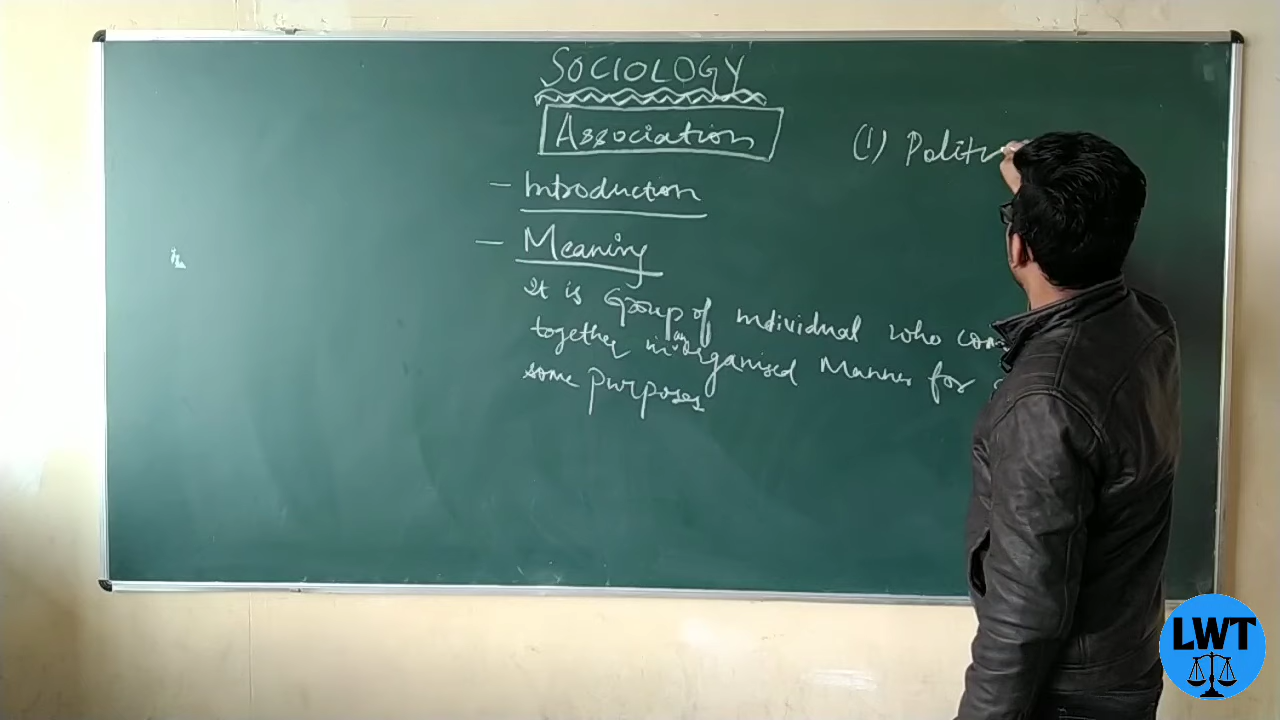 SOCIOLOGY
Association
- Introduction
- Meaning
It is Group of individual who
together in an organised Manner for
some purposes
(1)
LWT